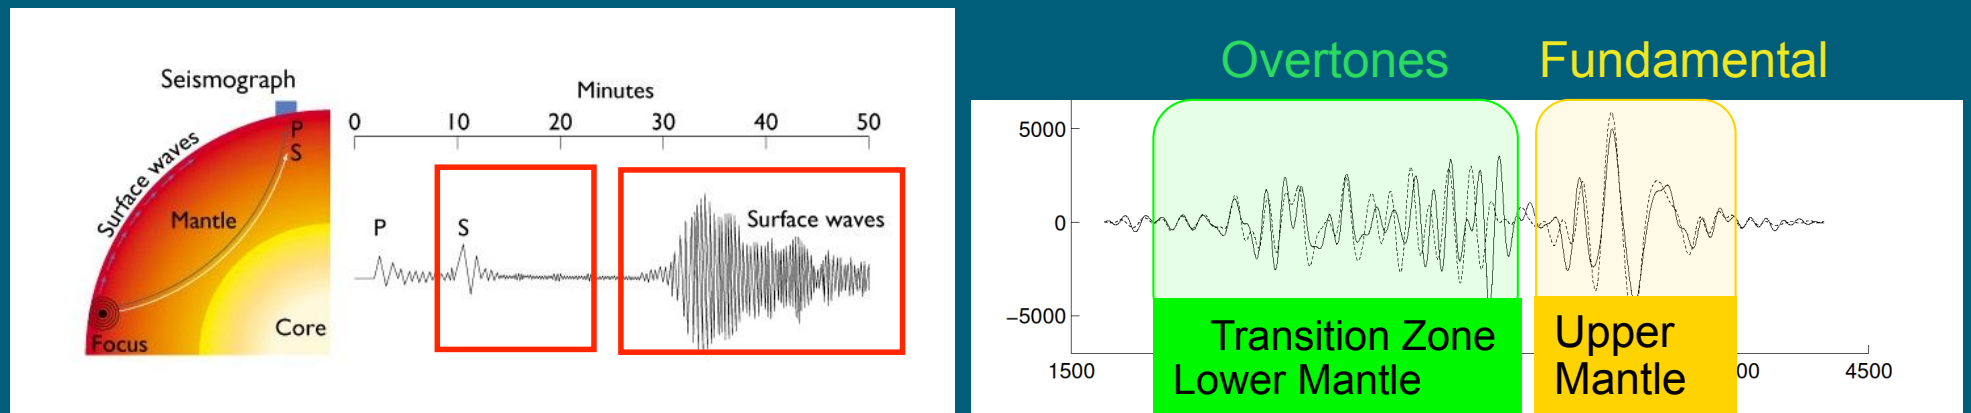 Seismograph
Minutes
0 10 20 30 40 50
P
S
Surface waves
Mantle
Core
Focus
P
S
Surface waves
Overtones
Fundamental
5000
0
−5000
1500
00
4500
Transition Zone
Lower Mantle
Upper
Mantle